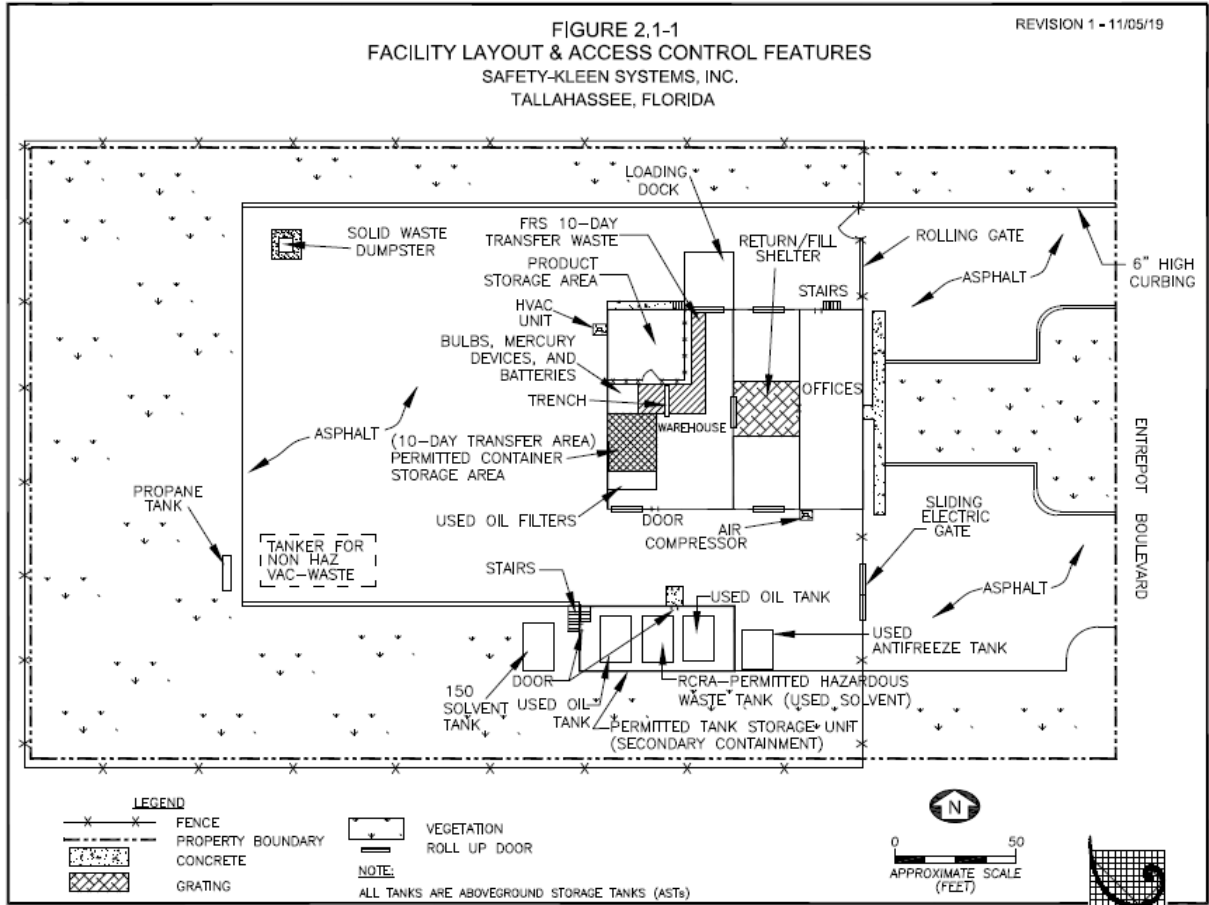 FIGURE 2.1-1
REVISION 1 - 11/05/19
FACILITY LAYOUT & ACCESS CONTROL FEATURES
SAFETY-KLEEN SYSTEMS, INC.
TALLAHASSEE, FLORIDA
LOADING
DOCK
FRS 10-DAY
TRANSFER WASTE
SOLID WASTE
DUMPSTER
RETURN/FILL
SHELTER
ROLLING GATE
PRODUCT
STORAGE AREA
ASPHALT
6" HIGH
CURBING
HVAC
UNIT
STAIRS
BULBS, MERCURY
DEVICES, AND
BATTERIES
OFFICES
TRENCH
WAREHOUSE
ASPHALT
(10-DAY TRANSFER AREA)
PERMITTED CONTAINER
STORAGE AREA
ENTREPOT BOULEVARD
PROPANE
TANK
USED OIL FILTERS
DOOR
AIR
COMPRESSOR
SLIDING
ELECTRIC
GATE
TANKER FOR
NON HAZ
VAC-WASTE
STAIRS
ASPHALT
USED OIL TANK
USED
ANTIFREEZE TANK
150
SOLVENT
TANK
DOOR
USED OIL
TANK
RCRA-PERMITTED HAZARDOUS
WASTE TANK (USED SOLVENT)
PERMITTED TANK STORAGE UNIT
(SECONDARY CONTAINMENT)
LEGEND
FENCE
PROPERTY BOUNDARY
CONCRETE
GRATING
VEGETATION
ROLL UP DOOR
NOTE:
ALL TANKS ARE ABOVEGROUND STORAGE TANKS (ASTs)
N
0 50
APPROXIMATE SCALE
(FEET)